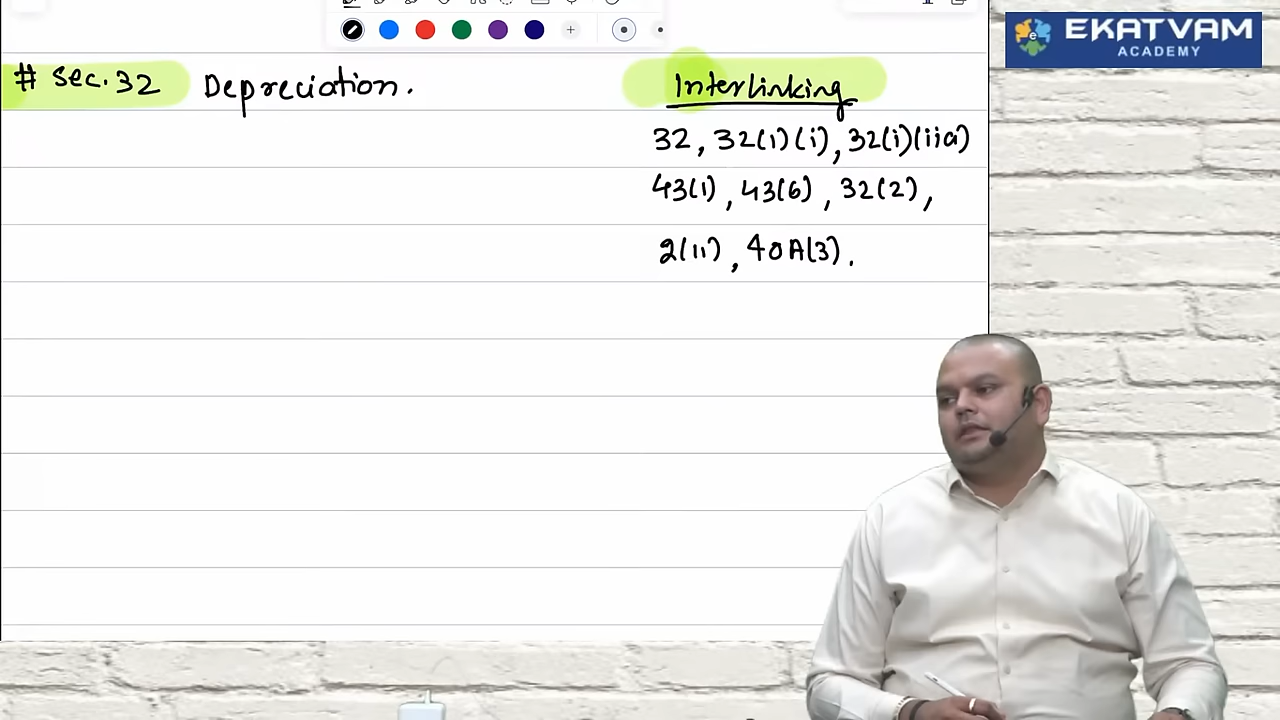 EKATVAM
ACADEMY
# Sec. 32 Depreciation.
Interlinking
32, 32(1)(i), 32(i)(iia)
43(1), 43(6), 32(2),
2(11), 40A(3).